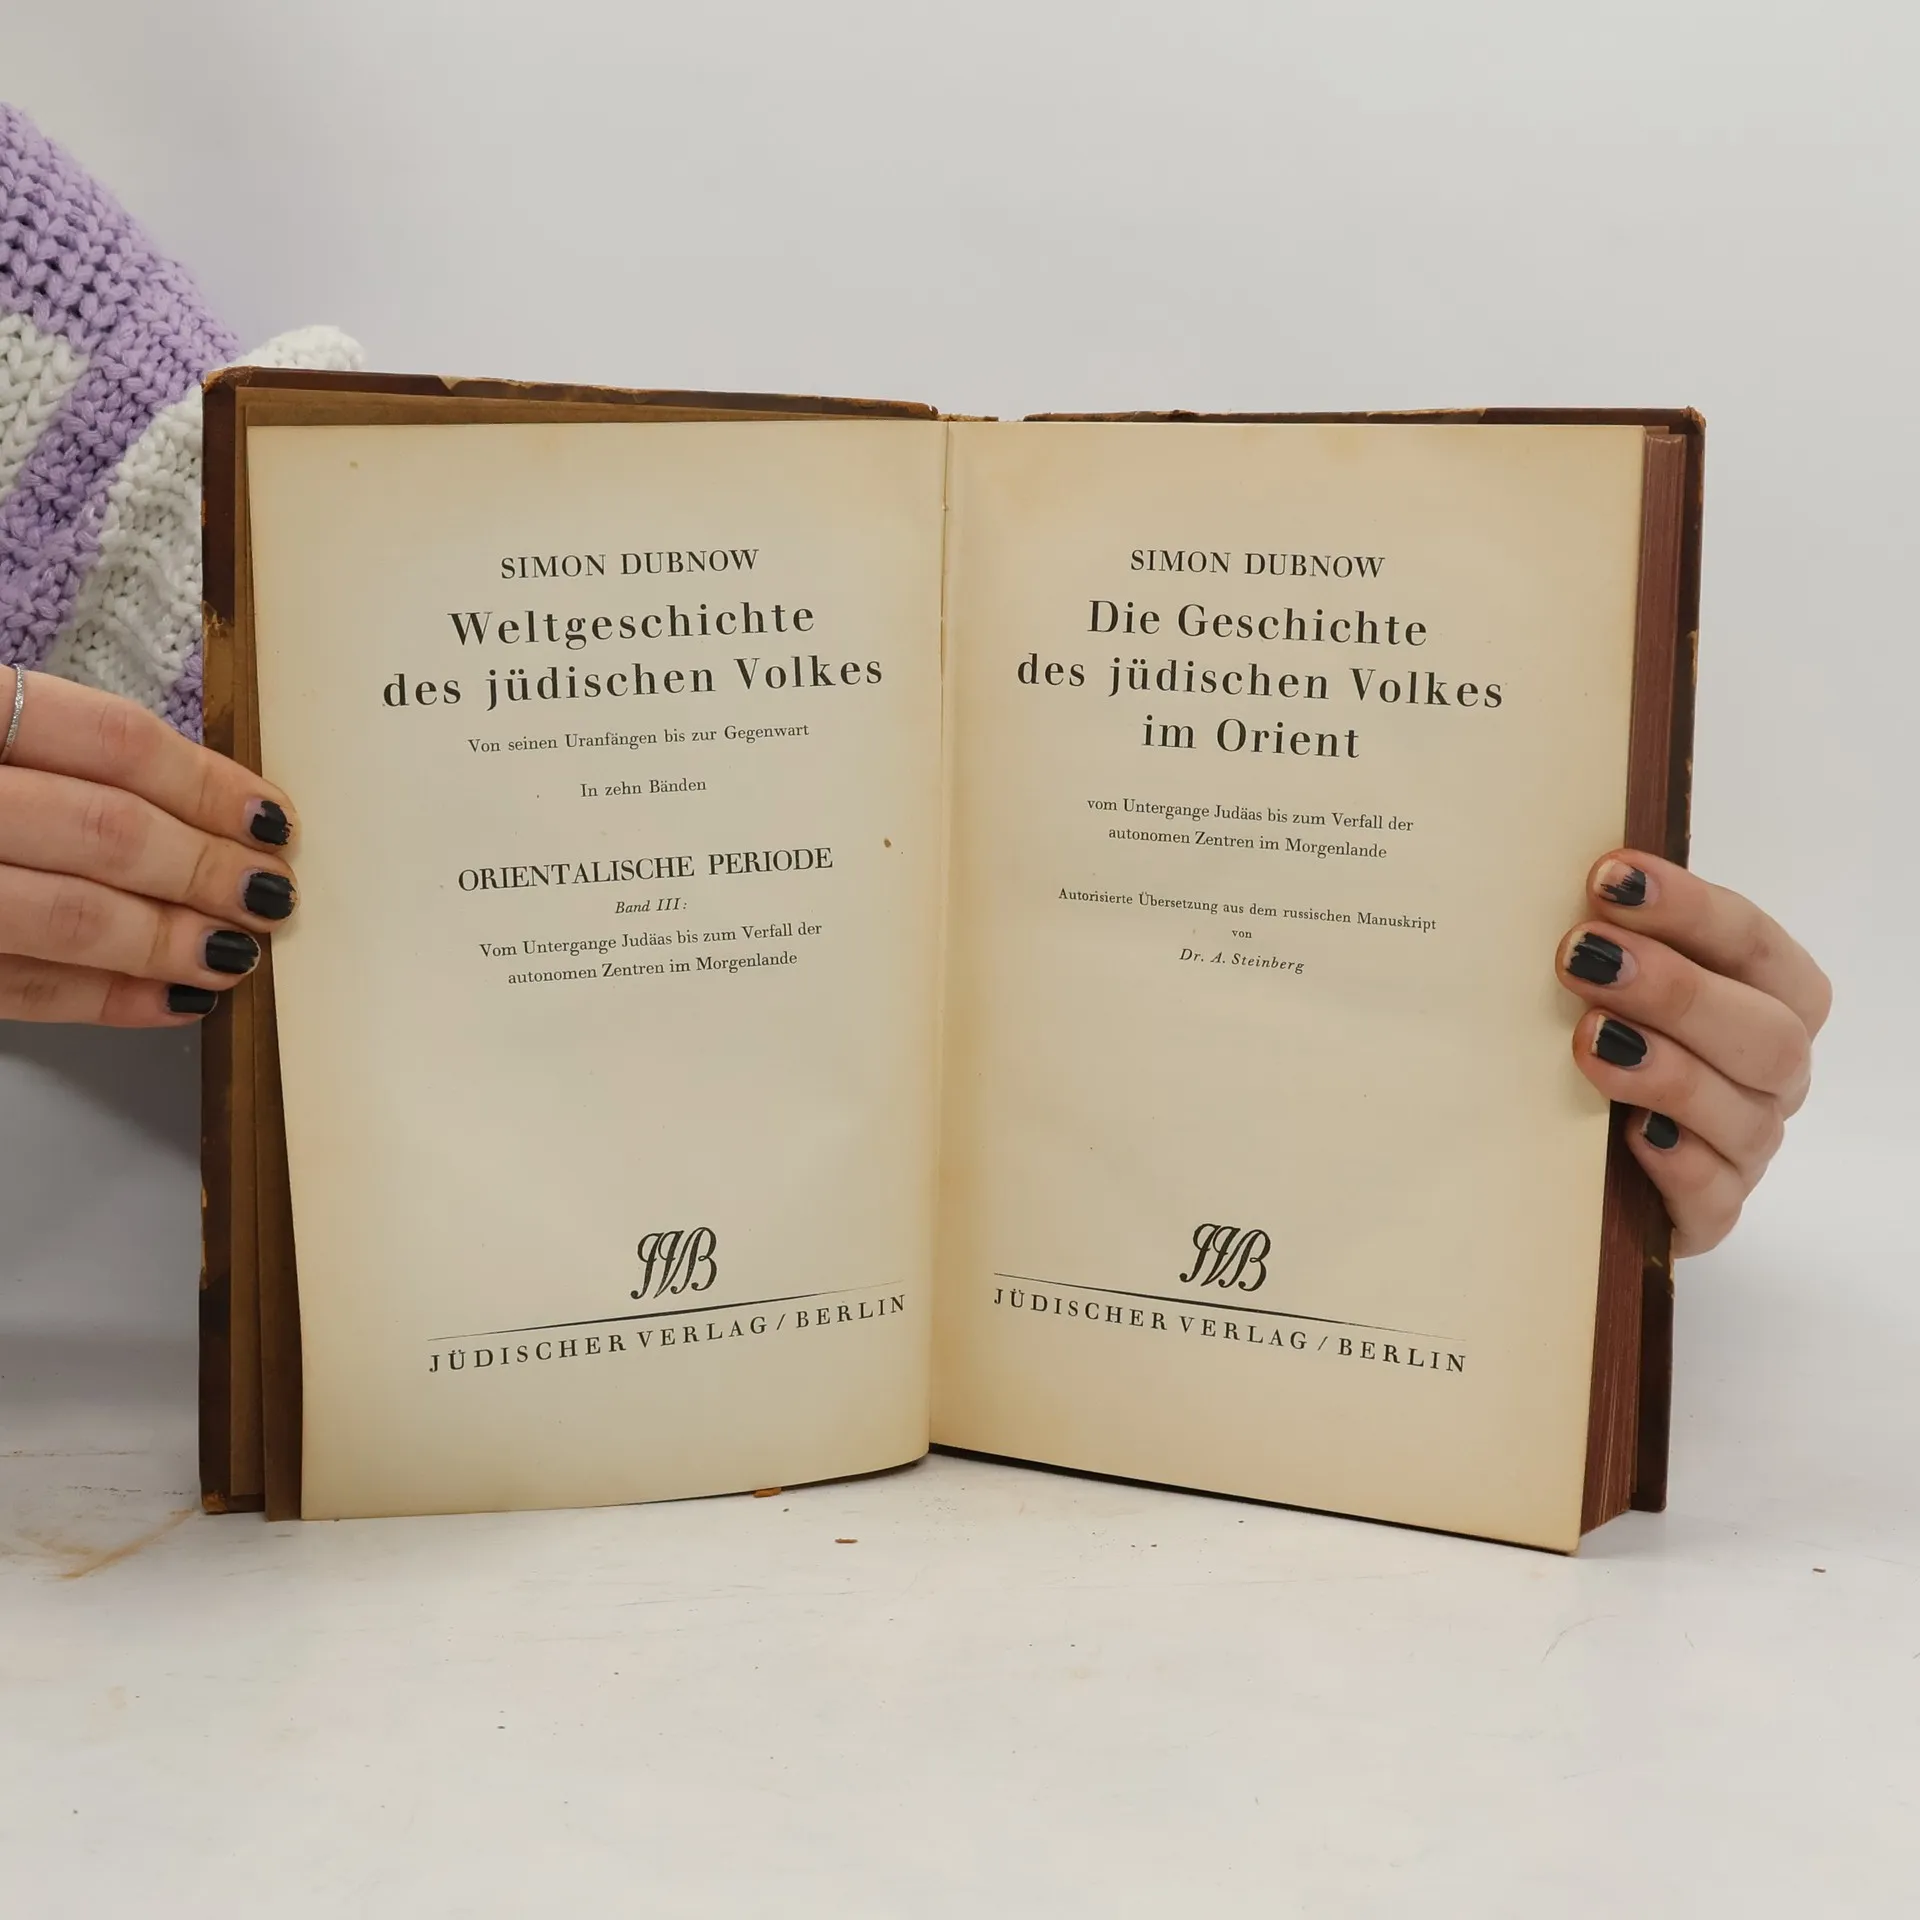 SIMON DUBNOW
Weltgeschichte
des jüdischen Volkes
Von seinen Uranfängen bis zur Gegenwart
In zehn Bänden
ORIENTALISCHE PERIODE
Band III:
Vom Untergange Judäas bis zum Verfall der
autonomen Zentren im Morgenlande
JVB
JÜDISCHER VERLAG / BERLIN
SIMON DUBNOW
Die Geschichte
des jüdischen Volkes
im Orient
vom Untergange Judäas bis zum Verfall der
autonomen Zentren im Morgenlande
Autorisierte Übersetzung aus dem russischen Manuskript
von
Dr. A. Steinberg
JVB
JÜDISCHER VERLAG / BERLIN